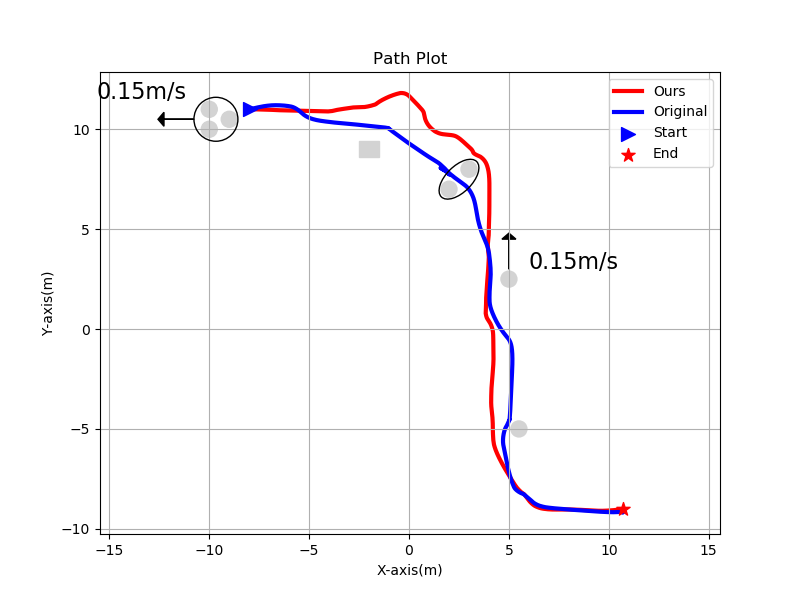 Path Plot
0.15m/s
Ours
Original
Start
End
0.15m/s
10
5
0
−5
−10
Y-axis(m)
−15
−10
−5
0
5
10
15
X-axis(m)